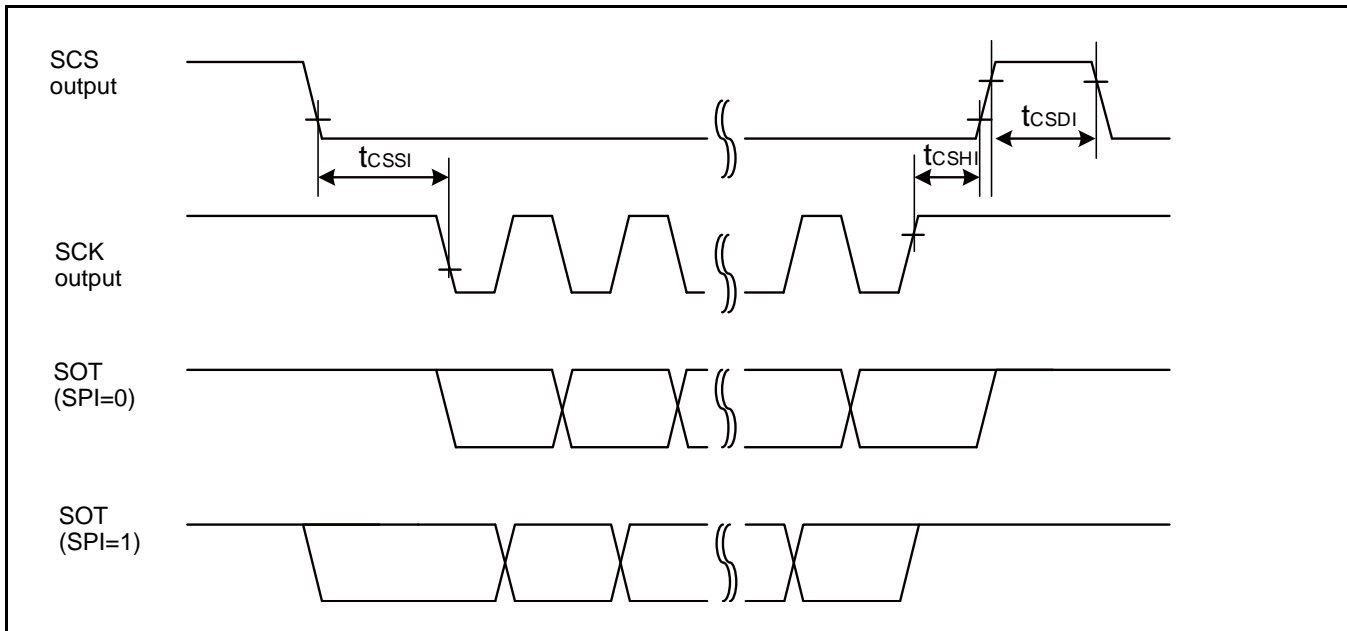 SCS
output
tCSDI
tCSSI
tCSHI
SCK
output
SOT
(SPI=0)
SOT
(SPI=1)